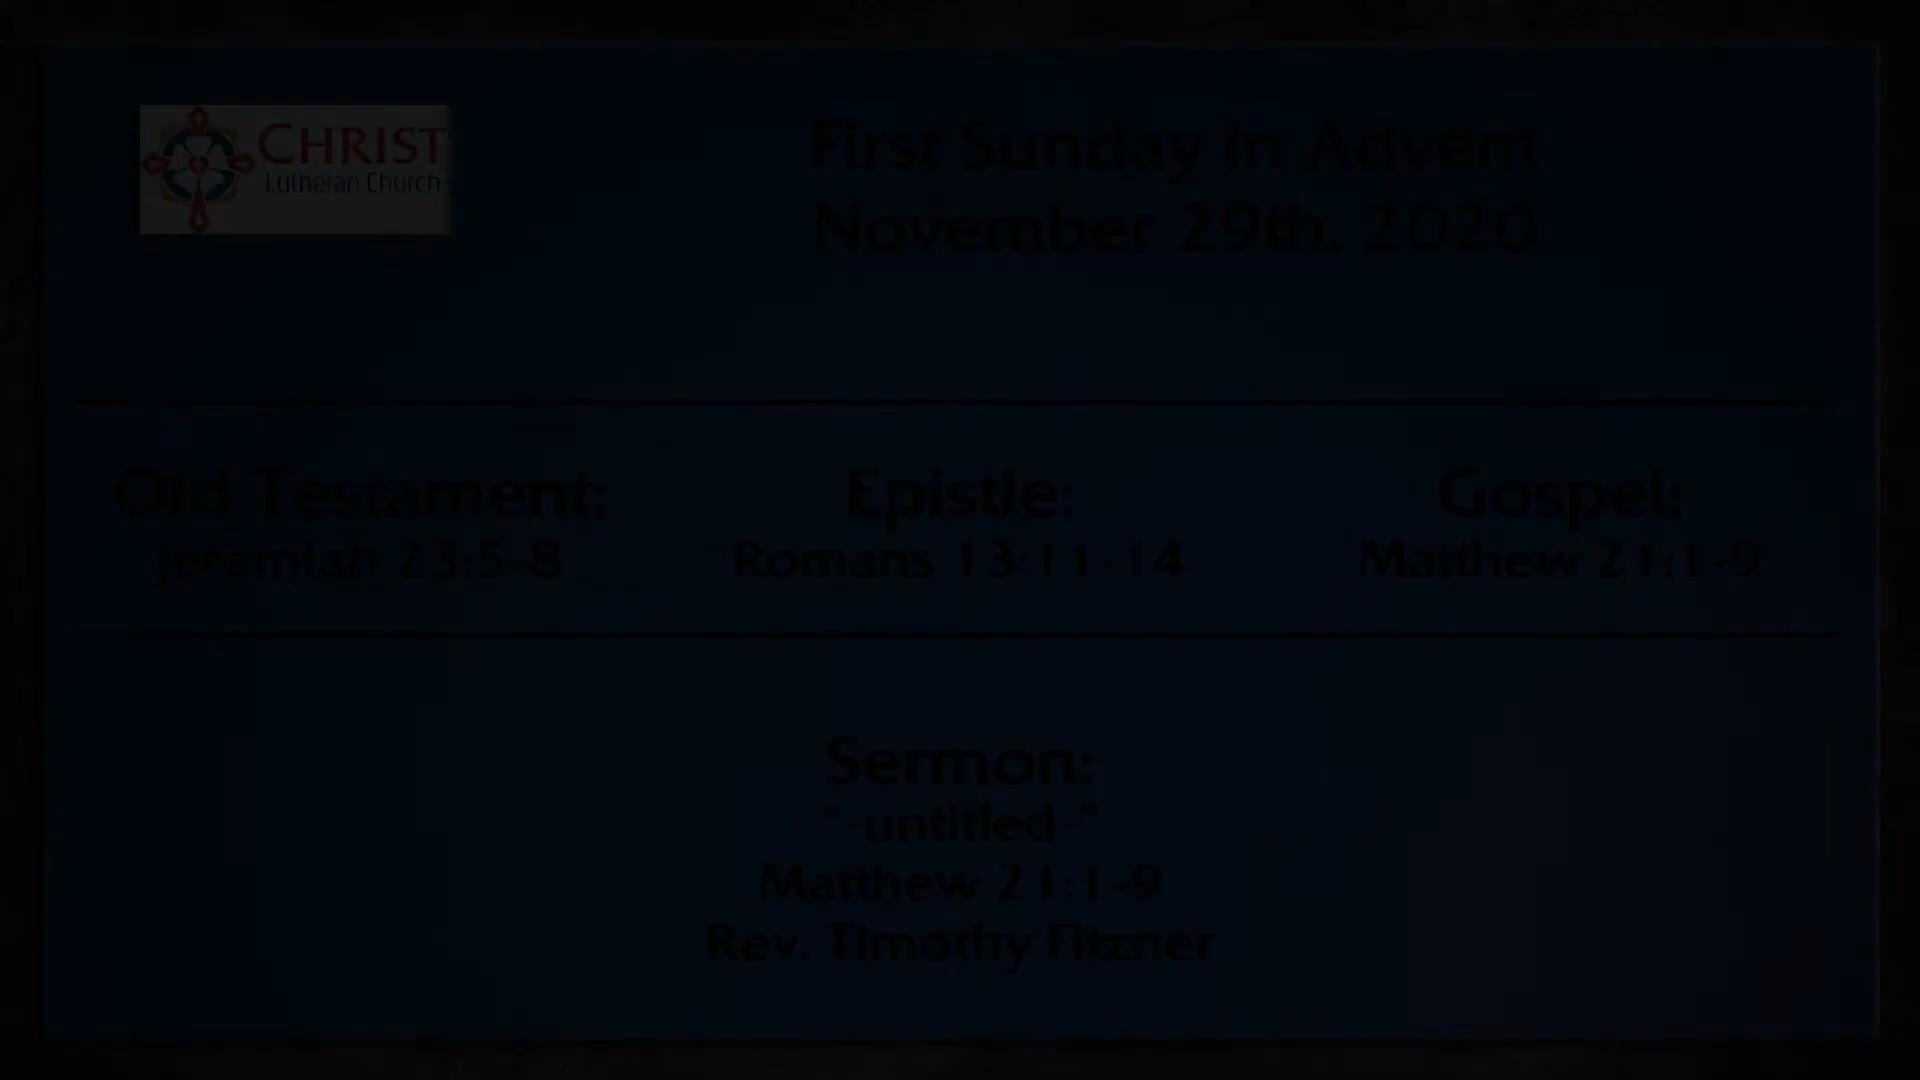 CHRIST
Lutheran Church
First Sunday In Advent
November 29th, 2020
Old Testament:
Jeremiah 23:5-8
Epistle:
Romans 13:11-14
Gospel:
Matthew 21:1-9
Sermon:
"-untitled-"
Matthew 21:1-9
Rev. Timothy Fitzner